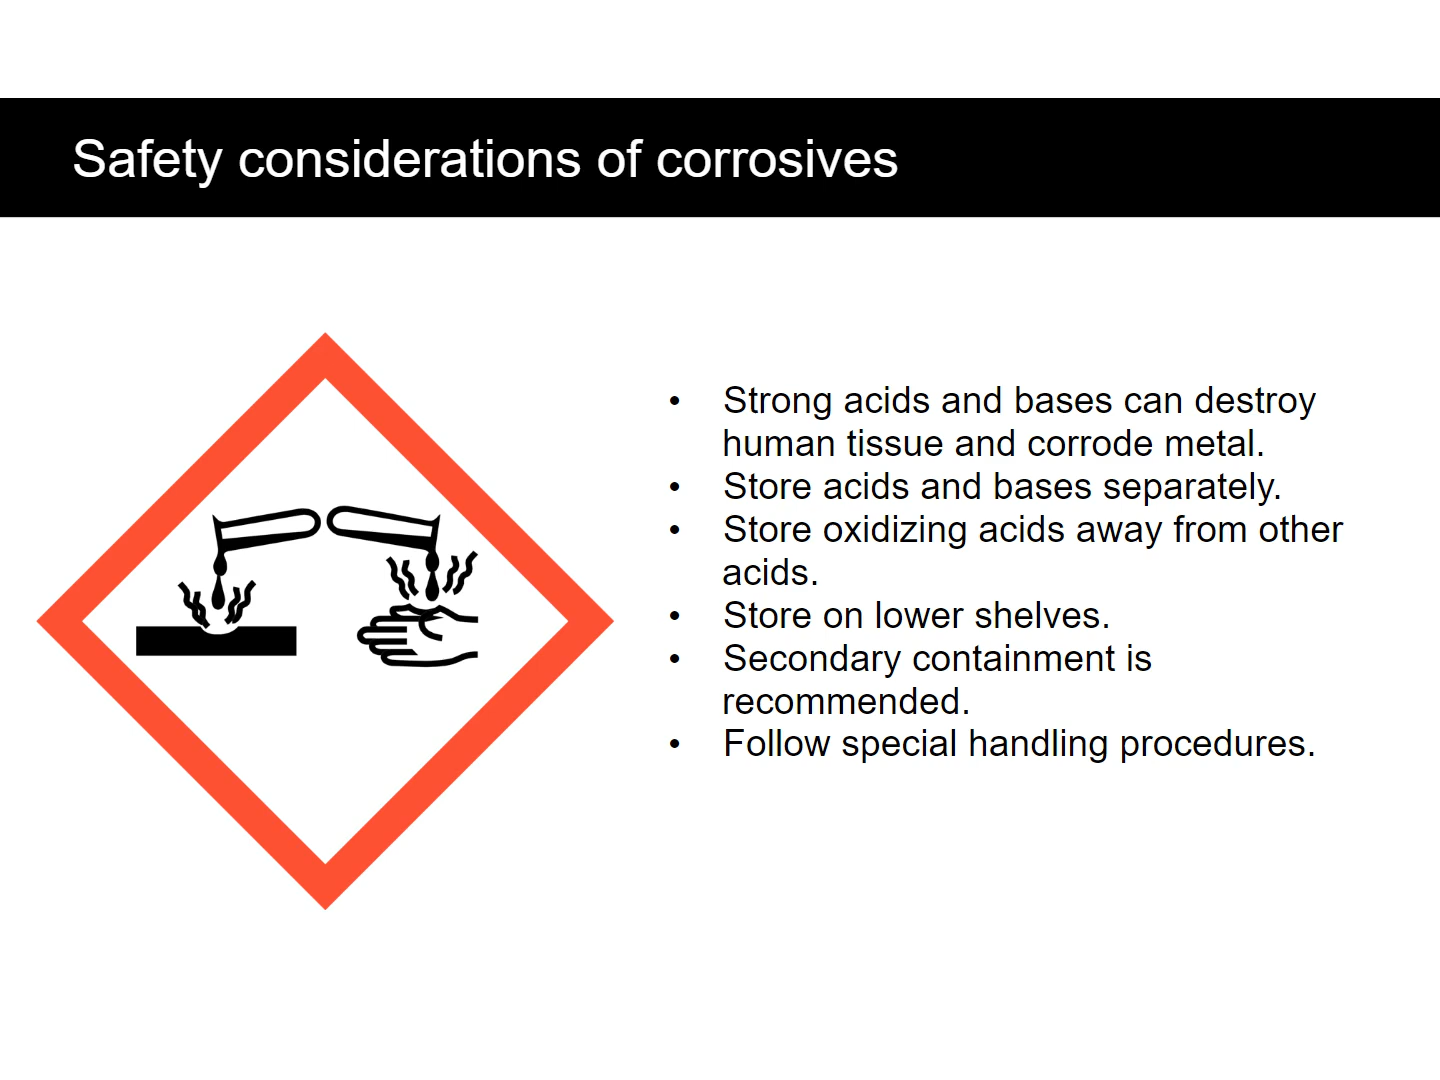 Safety considerations of corrosives
• Strong acids and bases can destroy
human tissue and corrode metal.
• Store acids and bases separately.
• Store oxidizing acids away from other
acids.
• Store on lower shelves.
• Secondary containment is
recommended.
• Follow special handling procedures.